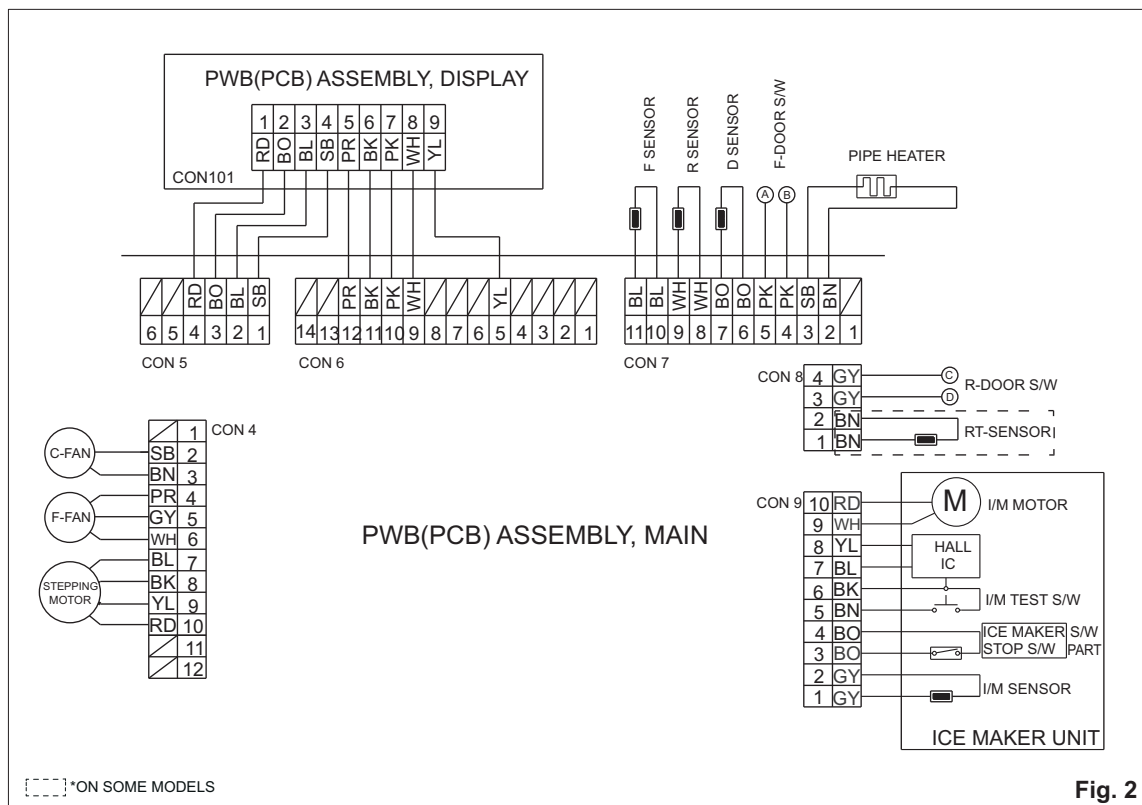 PWB(PCB) ASSEMBLY, DISPLAY
1 2 3 4 5 6 7 8 9
RD BO BL SB PR BK PK WH YL
CON101
F SENSOR
R SENSOR
D SENSOR
F-DOOR S/W
A B
PIPE HEATER
RD BO BL SB
6 5 4 3 2 1
CON 5
PR BK PK WH YL
14 13 12 11 10 9 8 7 6 5 4 3 2 1
CON 6
BL BL WH WH BO BO PK PK SB BN
11 10 9 8 7 6 5 4 3 2 1
CON 7
CON 8
4 GY C
3 GY D
R-DOOR S/W
2 BN
1 BN
RT-SENSOR
CON 4
1
SB 2
BN 3
PR 4
GY 5
WH 6
BL 7
BK 8
YL 9
RD 10
11
12
C-FAN
F-FAN
STEPPING
MOTOR
PWB(PCB) ASSEMBLY, MAIN
CON 9
10 RD
9 WH
8 YL
7 BL
6 BK
5 BN
4 BO
3 BO
2 GY
1 GY
M
I/M MOTOR
HALL
IC
I/M TEST S/W
ICE MAKER S/W
STOP S/W PART
I/M SENSOR
ICE MAKER UNIT
*ON SOME MODELS
Fig. 2